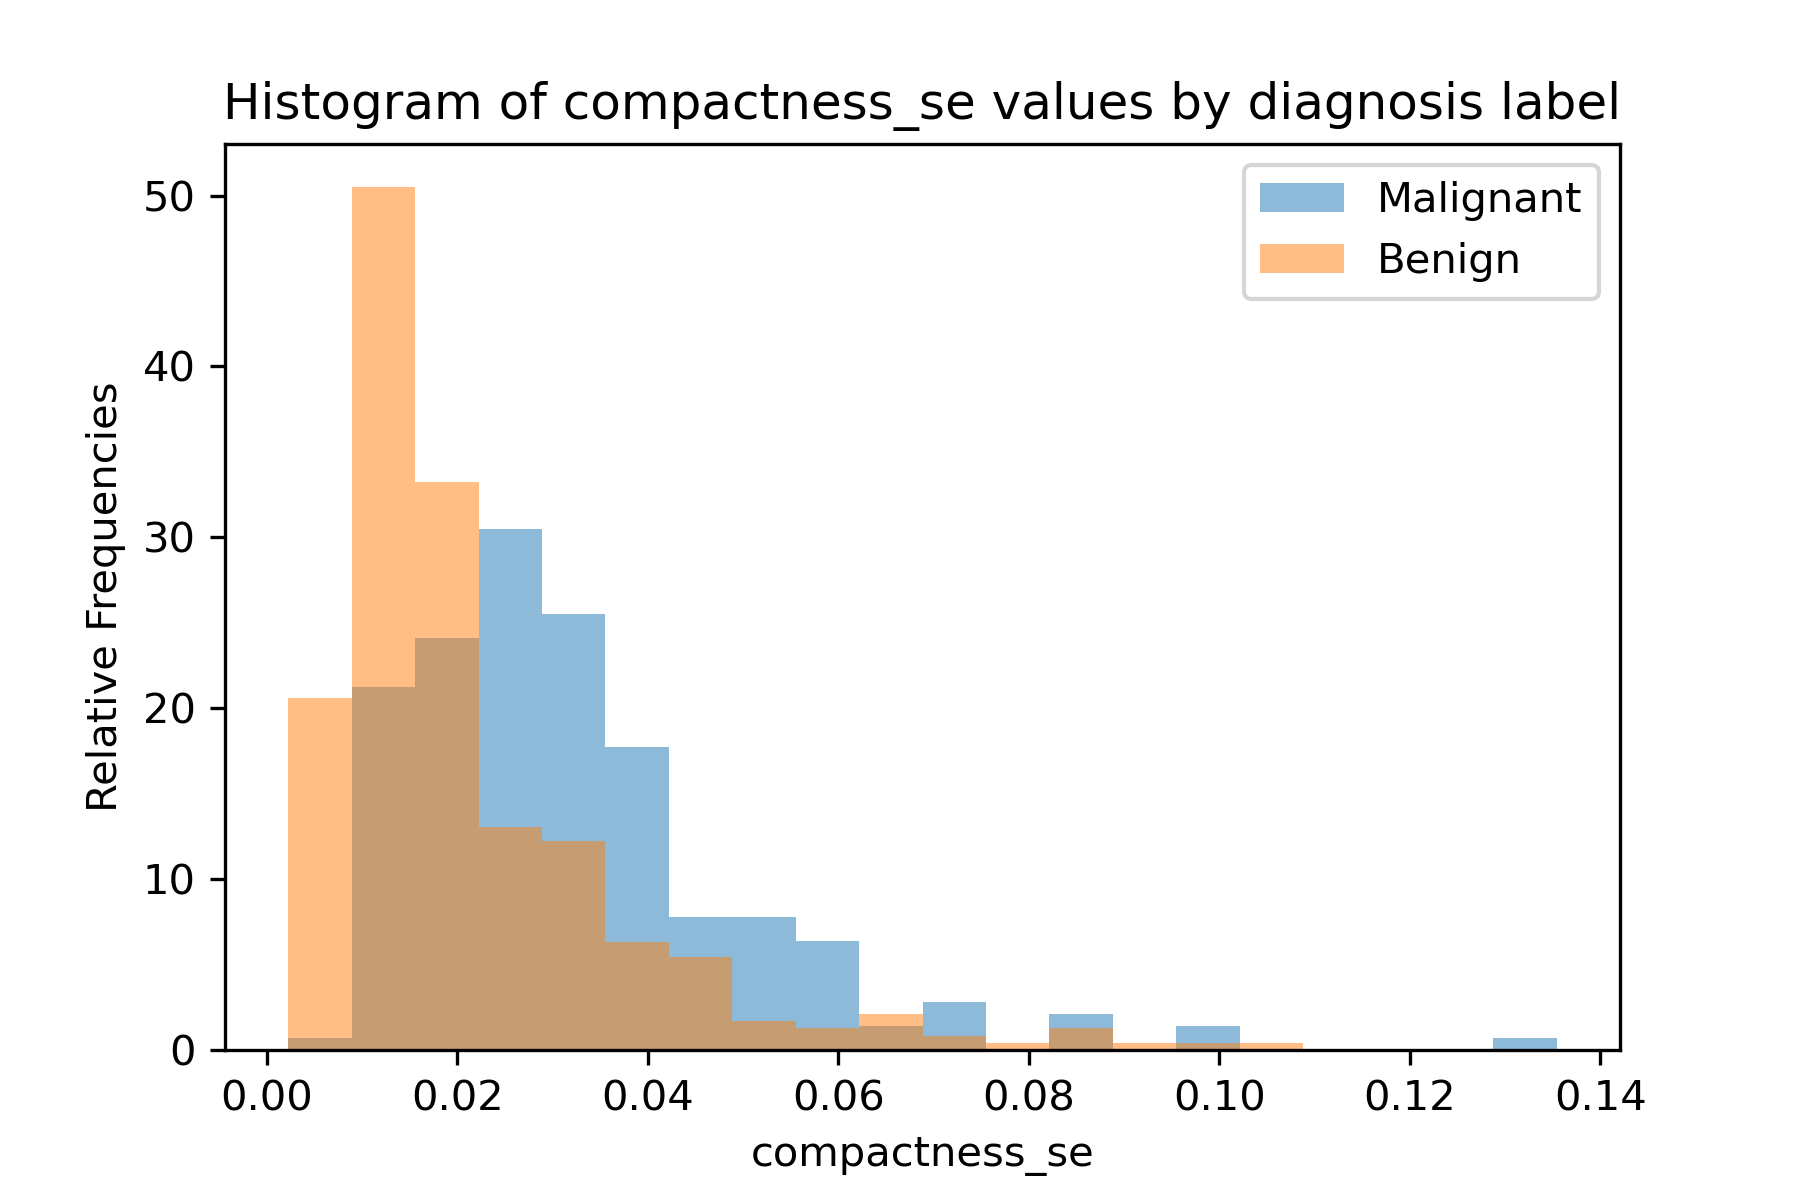 Histogram of compactness_se values by diagnosis label
Malignant
Benign
50
40
30
20
10
0
Relative Frequencies
0.00 0.02 0.04 0.06 0.08 0.10 0.12 0.14
compactness_se